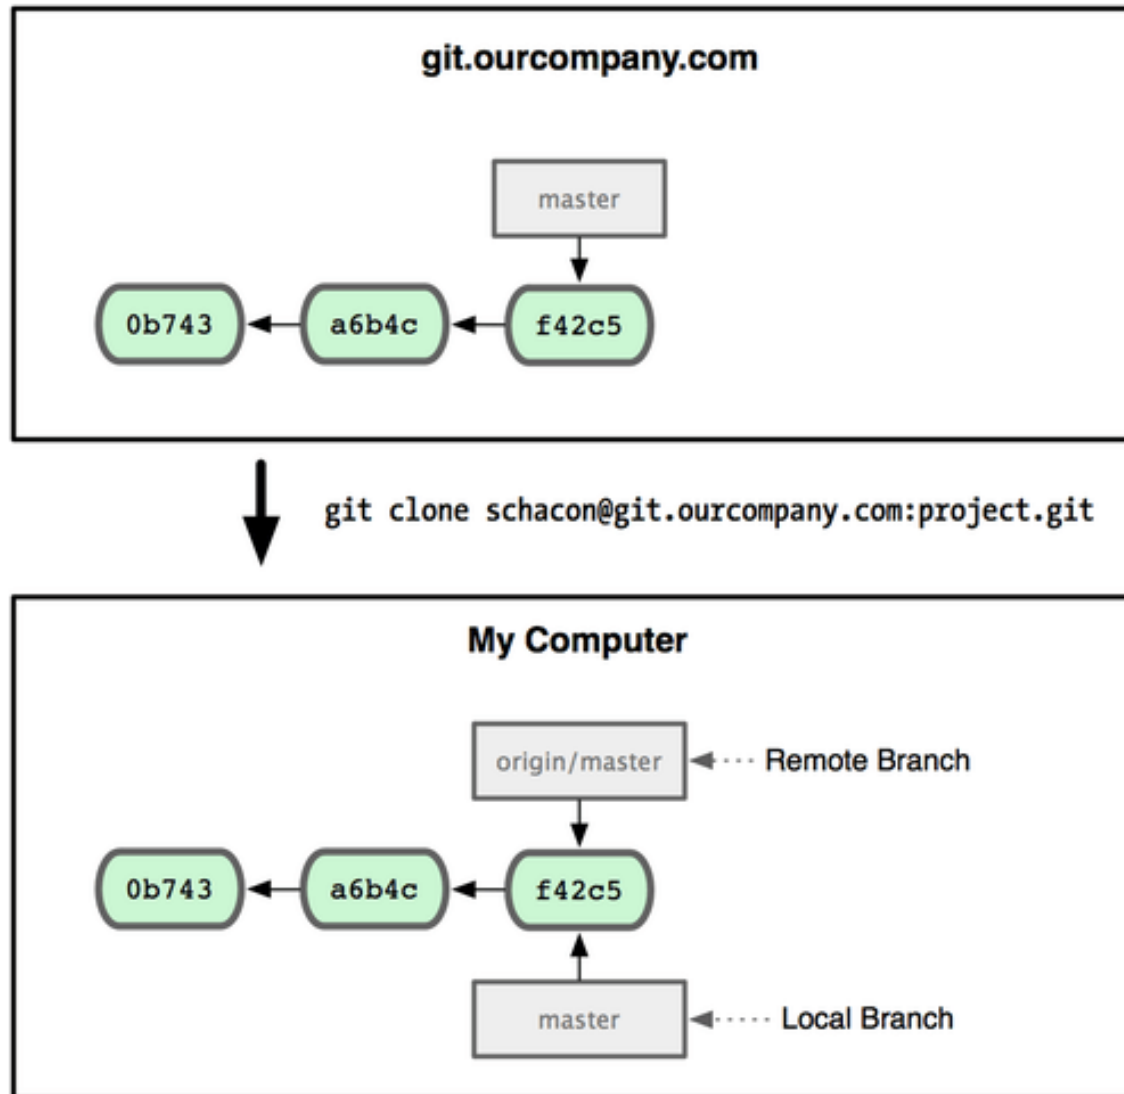 git.ourcompany.com
master
0b743 a6b4c f42c5
git clone schacon@git.ourcompany.com:project.git
My Computer
origin/master Remote Branch
0b743 a6b4c f42c5
master Local Branch